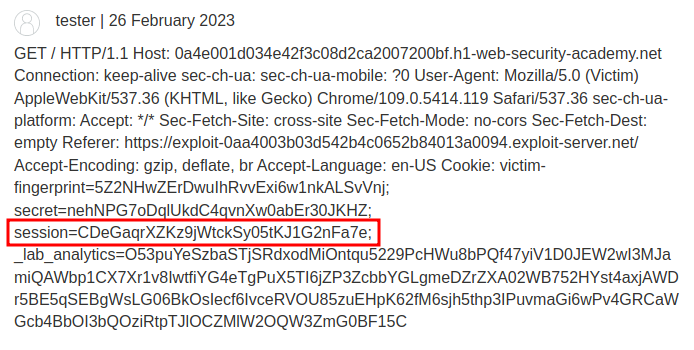 tester | 26 February 2023
GET / HTTP/1.1 Host: 0a4e001d034e42f3c08d2ca2007200bf.h1-web-security-academy.net
Connection: keep-alive sec-ch-ua: sec-ch-ua-mobile: ?0 User-Agent: Mozilla/5.0 (Victim)
AppleWebKit/537.36 (KHTML, like Gecko) Chrome/109.0.5414.119 Safari/537.36 sec-ch-ua-
platform: Accept: */* Sec-Fetch-Site: cross-site Sec-Fetch-Mode: no-cors Sec-Fetch-Dest:
empty Referer: https://exploit-0aa4003b03d542b4c0652b84013a0094.exploit-server.net/
Accept-Encoding: gzip, deflate, br Accept-Language: en-US Cookie: victim-
fingerprint=5Z2NHwZErDwuIhRvvExi6w1nkALSvVnj;
secret=nehNPG7oDqlUkdC4qvnXw0abEr30JKHZ;
session=CDeGaqrXZKz9jWtckSy05tKJ1G2nFa7e;
_lab_analytics=O53puYeSzbaSTjSRdxodMiOntqu5229PcHWu8bPQf47yiV1D0JEW2wI3MJa
miQAWbp1CX7Xr1v8IwtfiYG4eTgPuX5TI6jZP3ZcbbYGLgmeDZrZXA02WB752HYst4axjAWD
r5BE5qSEBgWsLG06BkOsIecf6IvceRVOU85zuEHpK62fM6sjh5thp3IPuvmaGi6wPv4GRCaW
Gcb4BbOI3bQOziRtpTJlOCZMlW2OQW3ZmG0BF15C